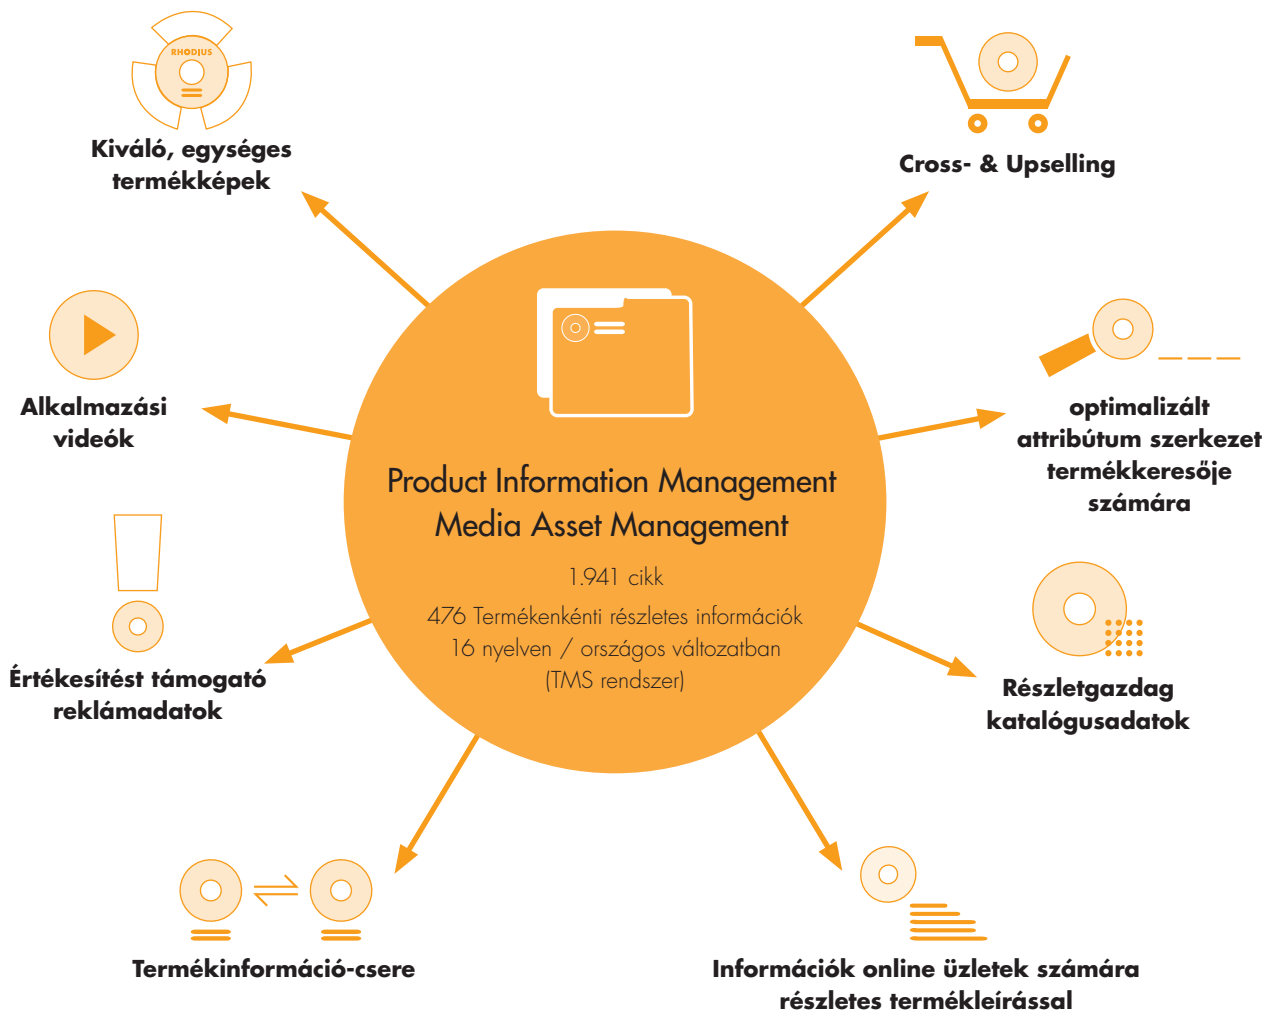 RHODIUS
Kiváló, egységes
termékképek
Cross- & Upselling
Alkalmazási
videók
optimalizált
attribútum szerkezet
termékkeresője
számára
Product Information Management
Media Asset Management
1.941 cikk
476 Termékenkénti részletes információk
16 nyelven / országos változatban
(TMS rendszer)
Értékesítést támogató
reklámadatok
Részletgazdag
katalógusadatok
Termékinformáció-csere
Információk online üzletek számára
részletes termékleírással